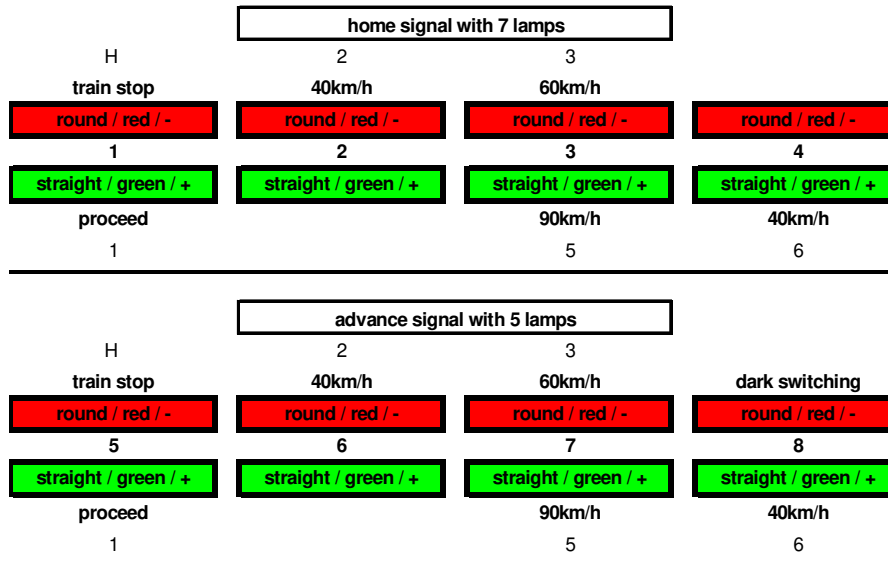 home signal with 7 lamps
H 2 3
train stop 40km/h 60km/h
round / red / - round / red / - round / red / - round / red / -
1 2 3 4
straight / green / + straight / green / + straight / green / + straight / green / +
proceed 90km/h 40km/h
1 5 6
advance signal with 5 lamps
H 2 3
train stop 40km/h 60km/h dark switching
round / red / - round / red / - round / red / - round / red / -
5 6 7 8
straight / green / + straight / green / + straight / green / + straight / green / +
proceed 90km/h 40km/h
1 5 6